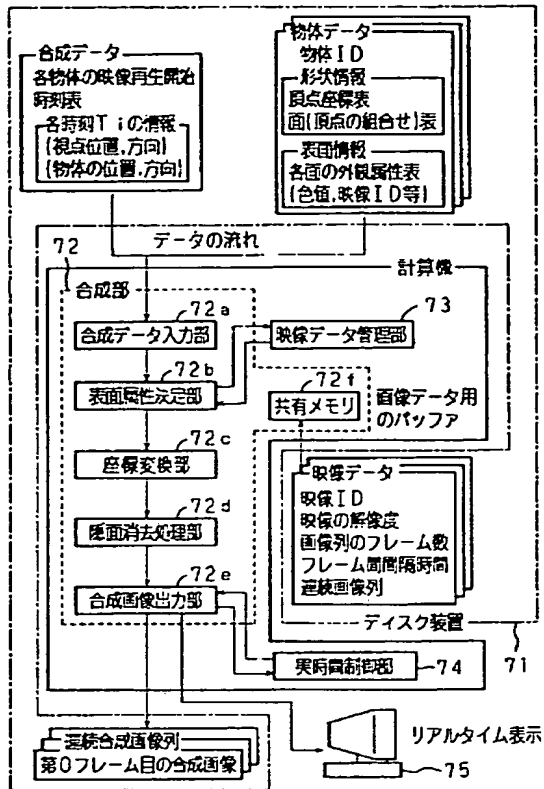 合成データ
各物体の映像再生開始
時刻表
各時刻Tiの情報
(視点位置,方向)
(物体の位置,方向)
物体データ
物体ID
形状情報
頂点座標表
面(頂点の組合せ)表
表面情報
各面の外観属性表
(色値,映像ID等)
データの流れ
72
計算機
合成部
72a
合成データ入力部
73
映像データ管理部
72b
表面属性決定部
72f
共有メモリ
画像データ用
のバッファ
72c
座標変換部
映像データ
映像ID
映像の解像度
画像列のフレーム数
フレーム間間隔時間
連続画像列
72d
隠面消去処理部
72e
合成画像出力部
ディスク装置
71
実時間制御部
74
連続合成画像列
第0フレーム目の合成画像
リアルタイム表示
75